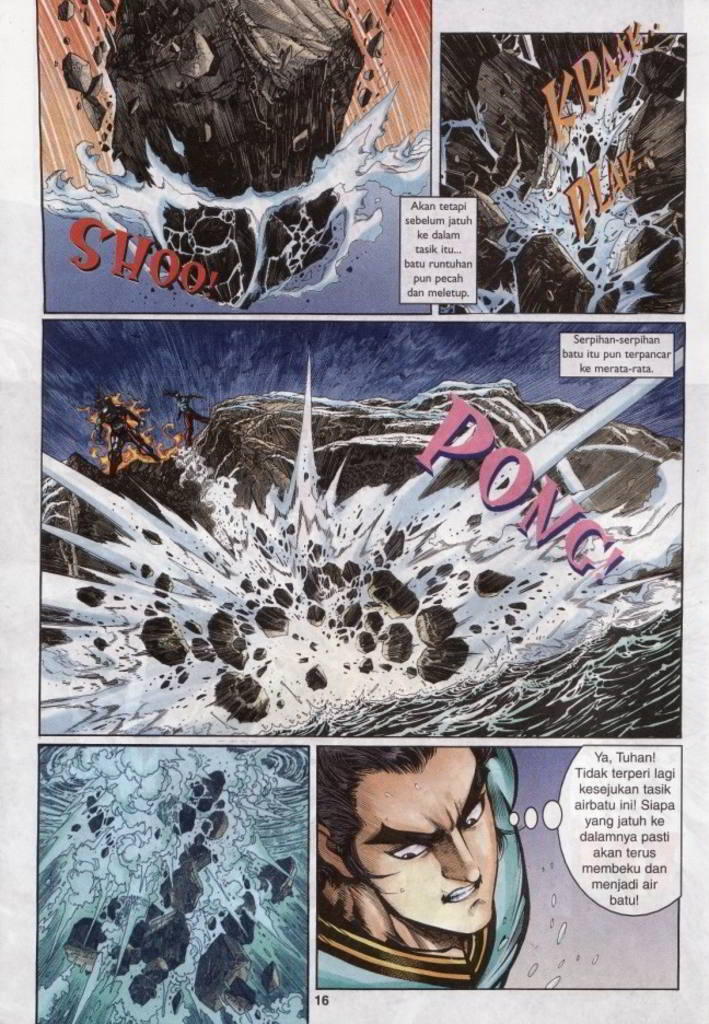 SHOO!
Akan tetapi
sebelum jatuh
ke dalam
tasik itu...
batu runtuhan
pun pecah
dan meletup.
KRAAK...
PLAK...
Serpihan-serpihan
batu itu pun terpancar
ke merata-rata.
PONG!
Ya, Tuhan!
Tidak terperi lagi
kesejukan tasik
airbatu ini! Siapa
yang jatuh ke
dalamnya pasti
akan terus
membeku dan
menjadi air
batu!
16